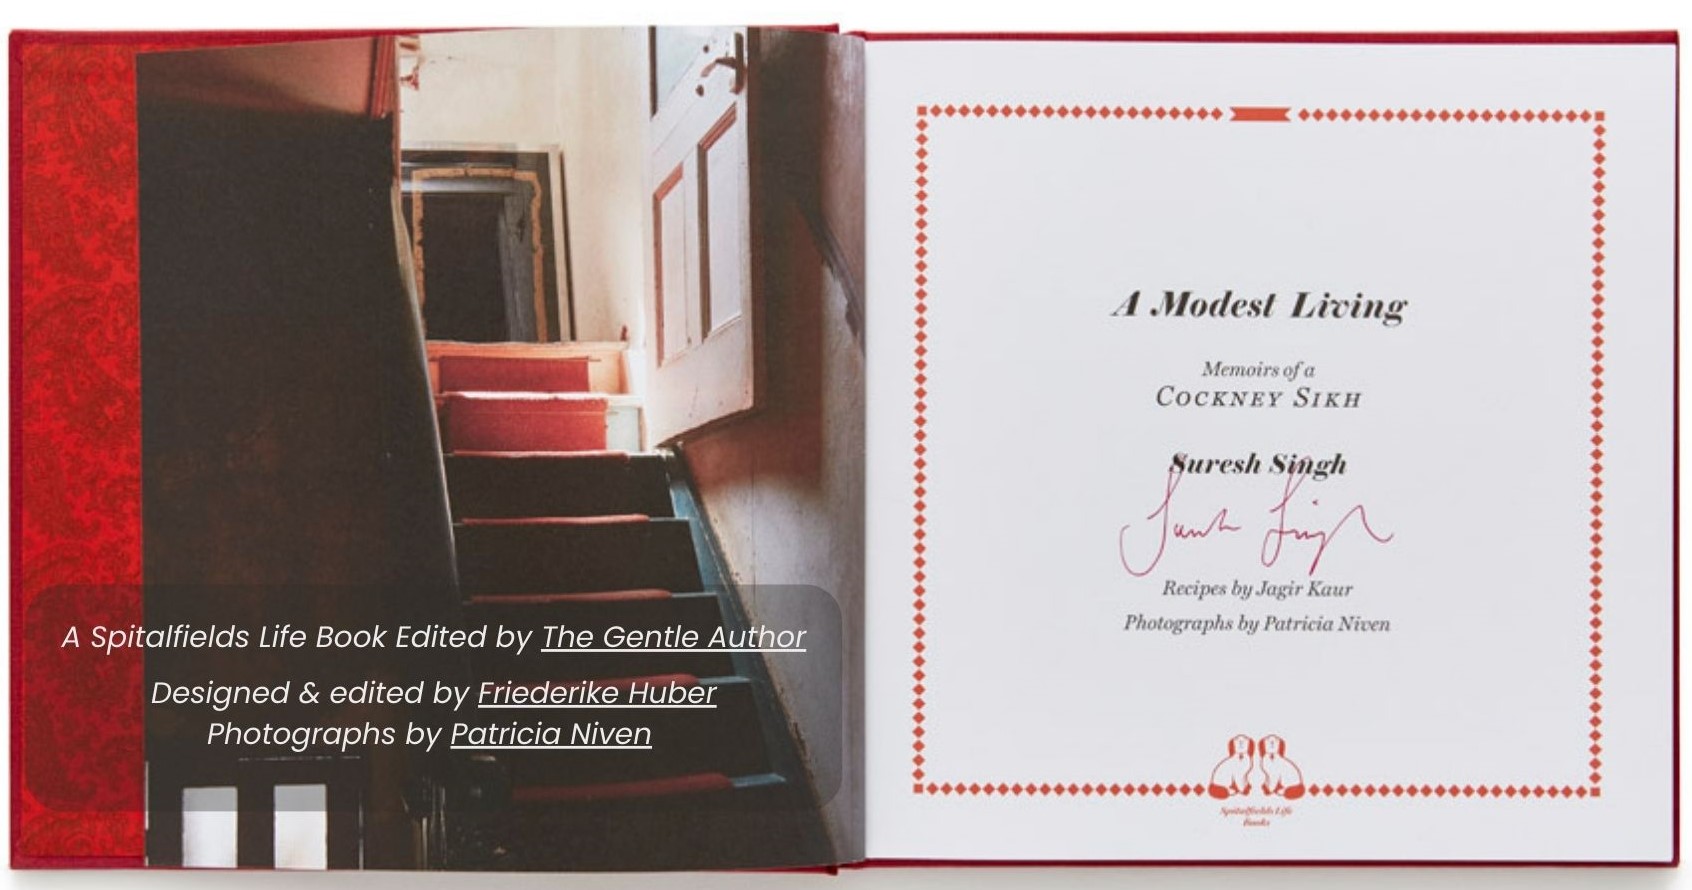 A Spitalfields Life Book Edited by The Gentle Author
Designed & edited by Friederike Huber
Photographs by Patricia Niven
A Modest Living
Memoirs of a
COCKNEY SIKH
Suresh Singh
Suresh Singh
Recipes by Jagir Kaur
Photographs by Patricia Niven
Spitalfields Life
Books